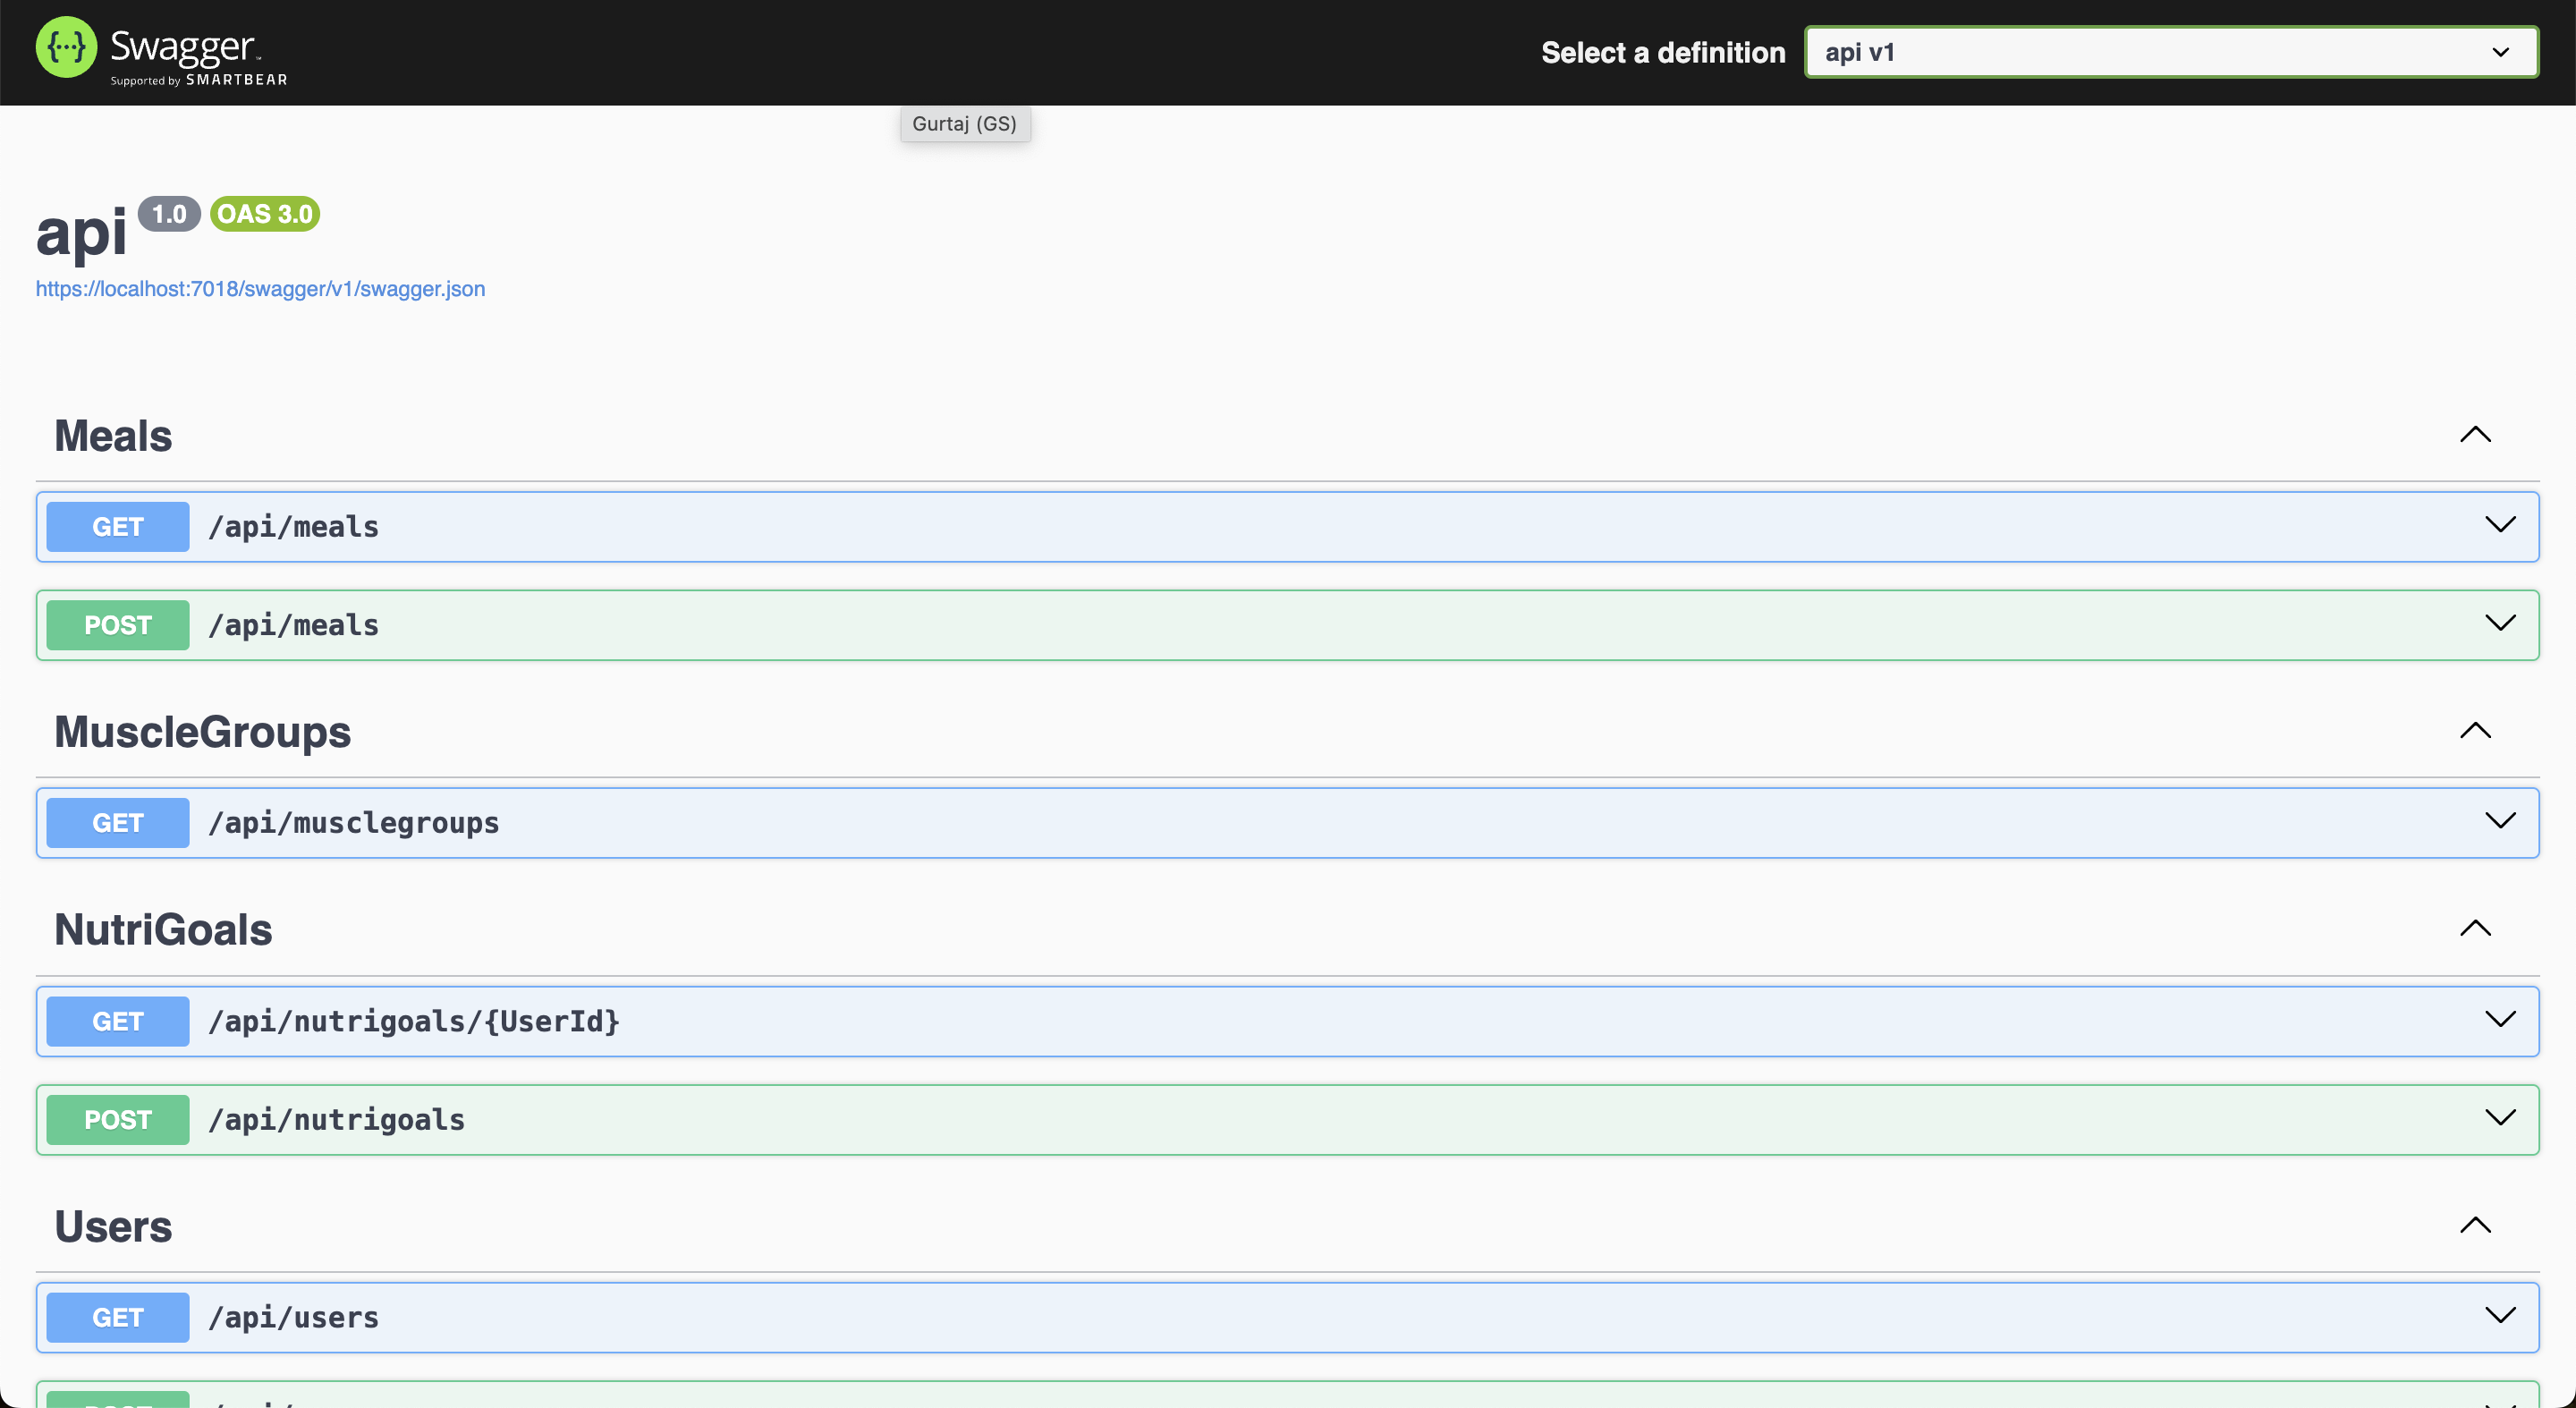 Swagger
Supported by SMARTBEAR
Select a definition
api v1
Gurtaj (GS)
api 1.0 OAS 3.0
https://localhost:7018/swagger/v1/swagger.json
Meals
GET /api/meals
POST /api/meals
MuscleGroups
GET /api/musclegroups
NutriGoals
GET /api/nutrigoals/{UserId}
POST /api/nutrigoals
Users
GET /api/users